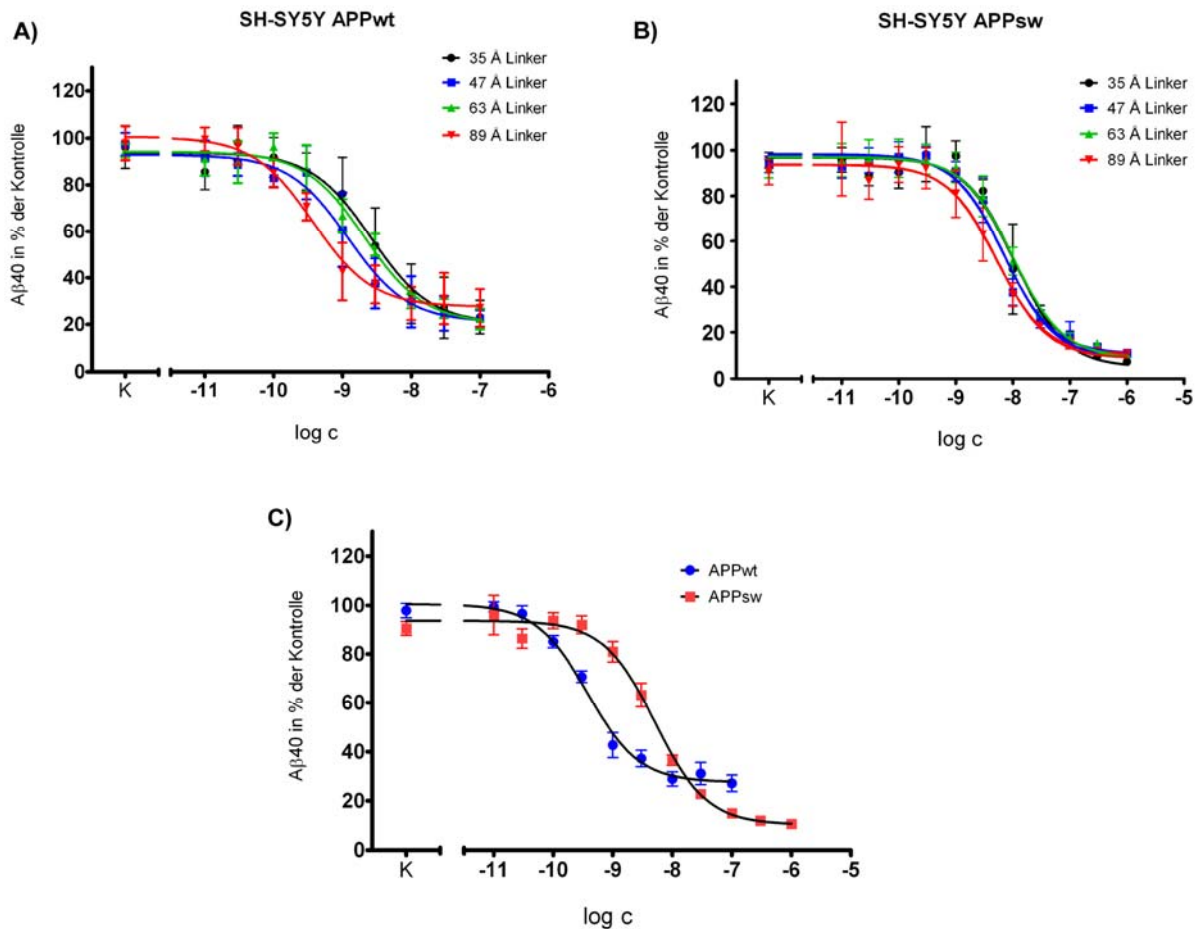 A)
SH-SY5Y APPwt
35 Å Linker
47 Å Linker
63 Å Linker
89 Å Linker
Aβ40 in % der Kontrolle
120
100
80
60
40
20
0
K -11 -10 -9 -8 -7 -6
log c
B)
SH-SY5Y APPsw
35 Å Linker
47 Å Linker
63 Å Linker
89 Å Linker
Aβ40 in % der Kontrolle
120
100
80
60
40
20
0
K -11 -10 -9 -8 -7 -6 -5
log c
C)
APPwt
APPsw
Aβ40 in % der Kontrolle
120
100
80
60
40
20
0
K -11 -10 -9 -8 -7 -6 -5
log c